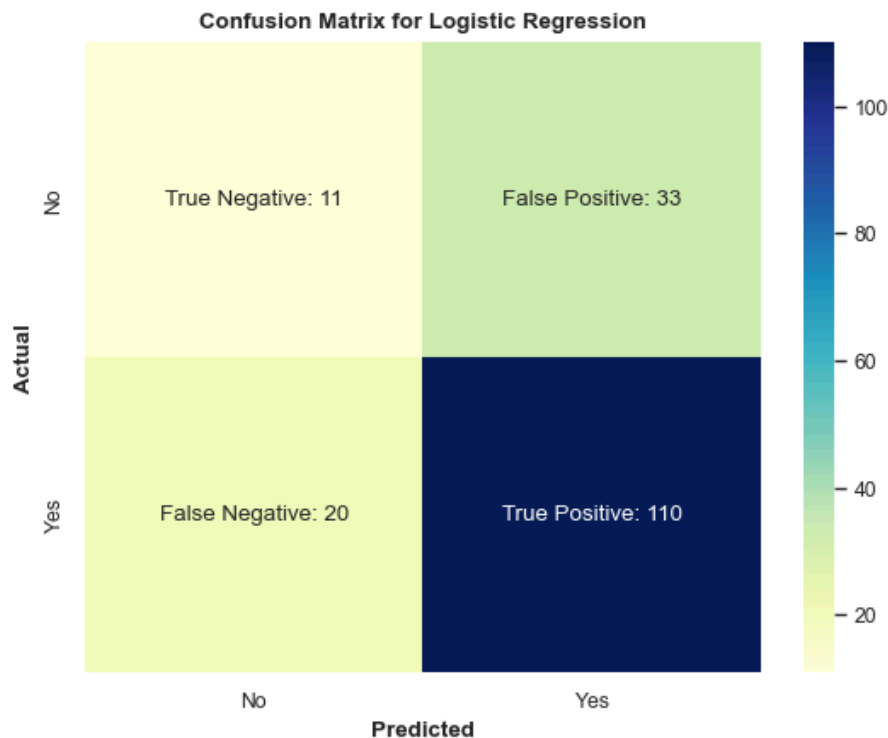 Confusion Matrix for Logistic Regression
No
True Negative: 11
False Positive: 33
Actual
Yes
False Negative: 20
True Positive: 110
No
Yes
Predicted
100
80
60
40
20